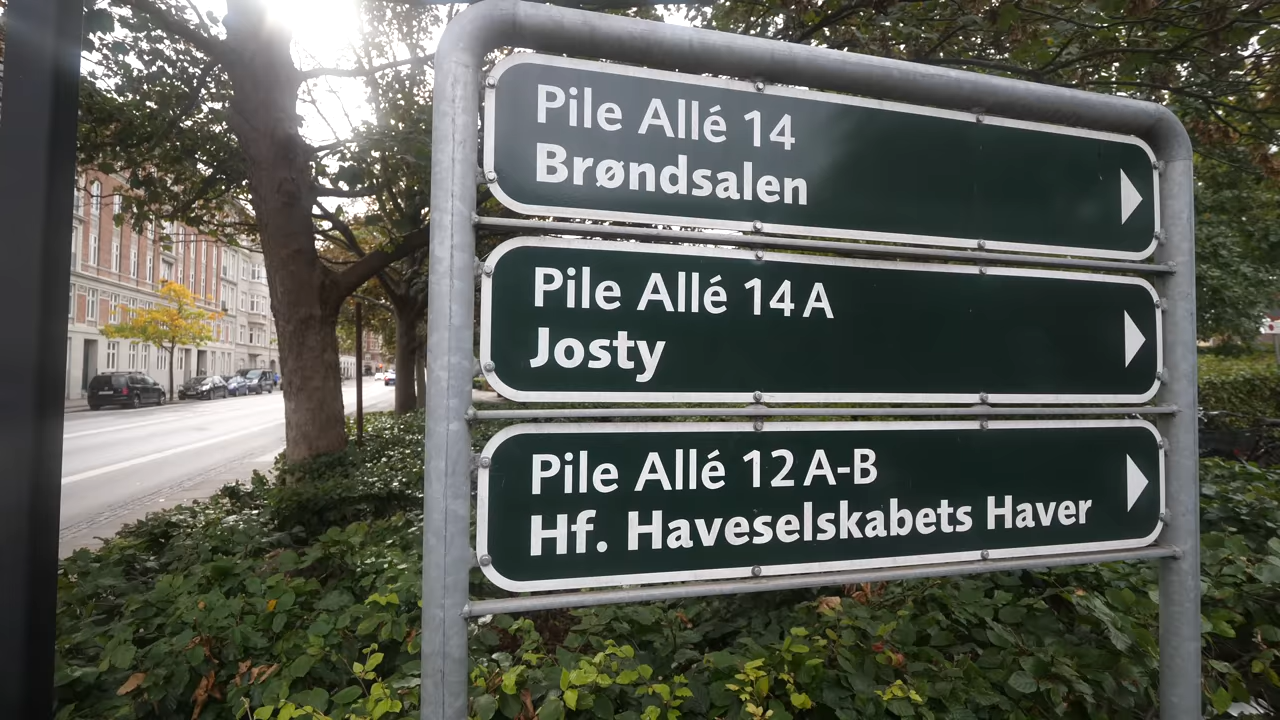 Pile Allé 14
Brøndsalen
Pile Allé 14 A
Josty
Pile Allé 12 A-B
Hf. Haveselskabets Haver